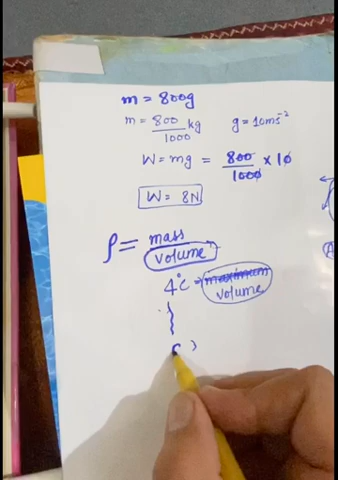 m = 800g
m = 800/1000 kg g = 10ms⁻²
W = mg = 800/1000 × 10
W = 8N
ρ = mass/volume
4°C = maximum
volume